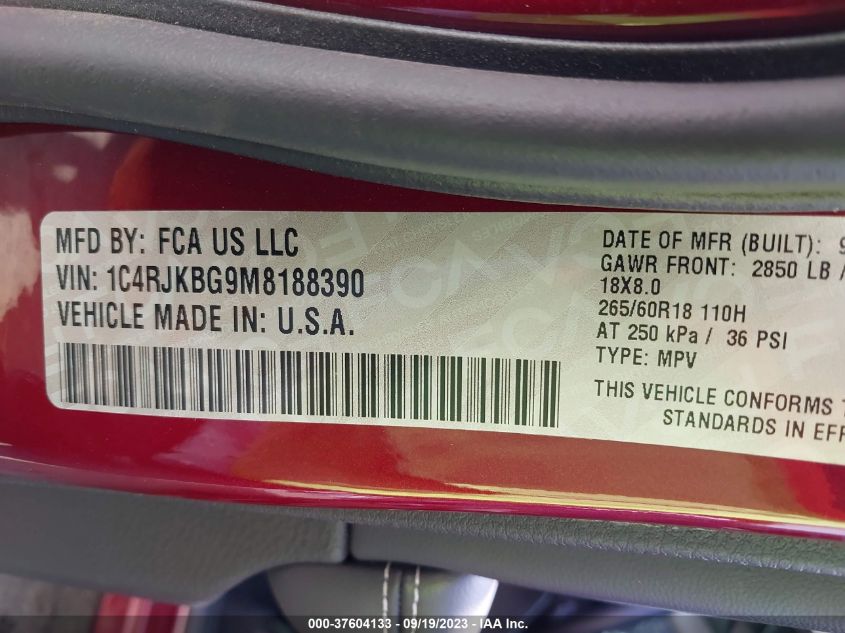 MFD BY: FCA US LLC
VIN: 1C4RJKBG9M8188390
VEHICLE MADE IN: U.S.A.
DATE OF MFR (BUILT): 9
GAWR FRONT: 2850 LB /
18X8.0
265/60R18 110H
AT 250 kPa / 36 PSI
TYPE: MPV
THIS VEHICLE CONFORMS
STANDARDS IN
000-37604133 - 09/19/2023 - IAA Inc.